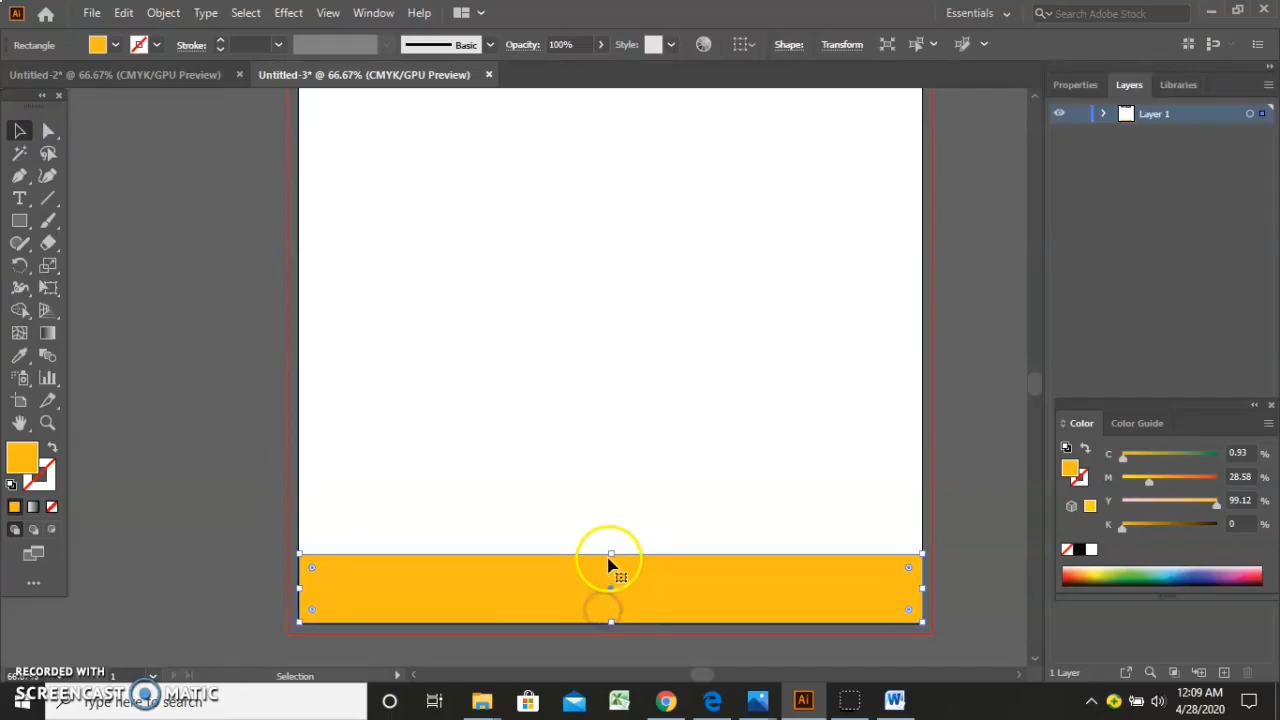 Ai File Edit Object Type Select Effect View Window Help Essentials Search Adobe Stock
Rectangle Stroke: Basic Opacity: 100% Style: Shape: Transform
Untitled-2* @ 66.67% (CMYK/GPU Preview) Untitled-3* @ 66.67% (CMYK/GPU Preview)
Properties Layers Libraries
Layer 1
Color Color Guide
C 0.93 %
M 28.58 %
Y 99.12 %
K 0 %
1 Selection 1 Layer
RECORDED WITH
SCREENCAST MATIC
Type here to search
12:09 AM
4/28/2020